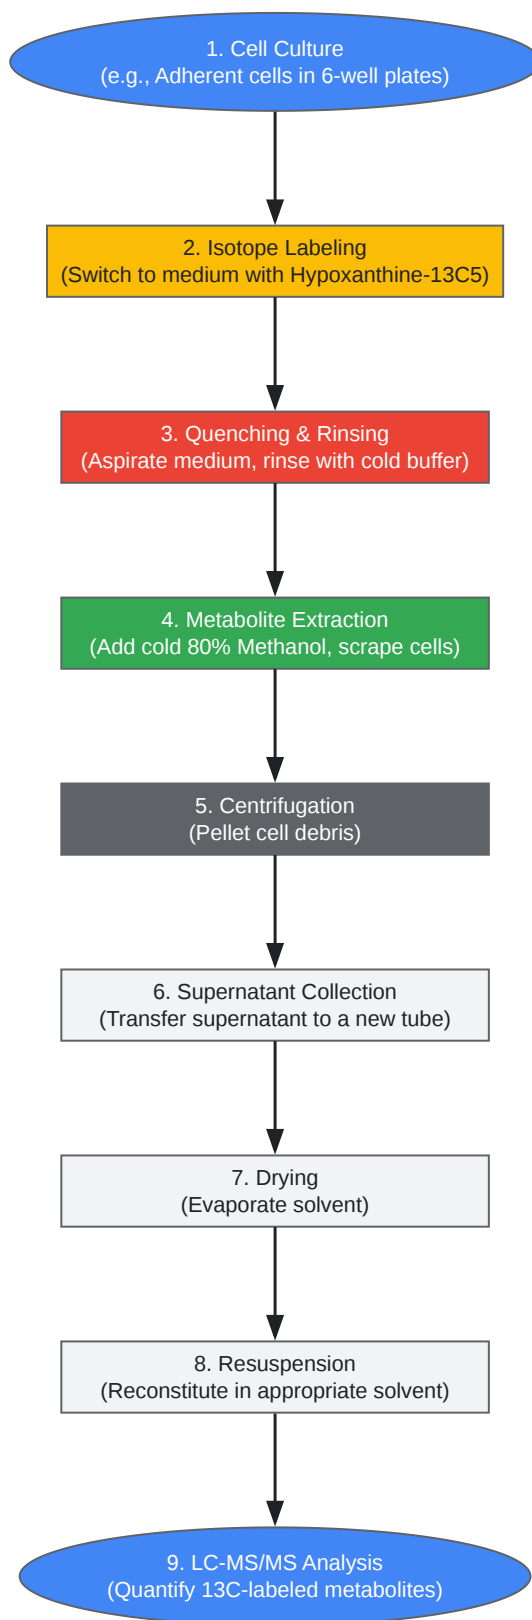 1. Cell Culture
(e.g., Adherent cells in 6-well plates)
2. Isotope Labeling
(Switch to medium with Hypoxanthine-13C5)
3. Quenching & Rinsing
(Aspirate medium, rinse with cold buffer)
4. Metabolite Extraction
(Add cold 80% Methanol, scrape cells)
5. Centrifugation
(Pellet cell debris)
6. Supernatant Collection
(Transfer supernatant to a new tube)
7. Drying
(Evaporate solvent)
8. Resuspension
(Reconstitute in appropriate solvent)
9. LC-MS/MS Analysis
(Quantify 13C-labeled metabolites)